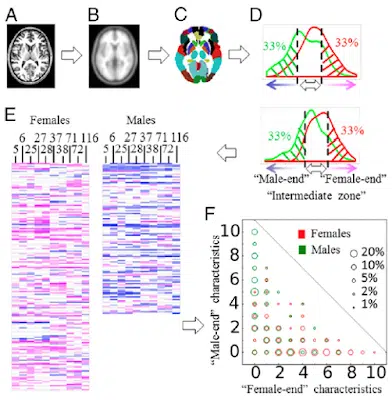 A
B
C
D
33%
33%
33%
33%
“Male-end”
“Female-end”
“Intermediate zone”
E
Females
Males
6 27 37 71 116
5 25 28 38 72
6 27 37 71 116
5 25 28 38 72
F
Females
Males
20%
10%
5%
2%
1%
10
8
6
4
2
0
“Male-end” characteristics
0 2 4 6 8 10
“Female-end” characteristics